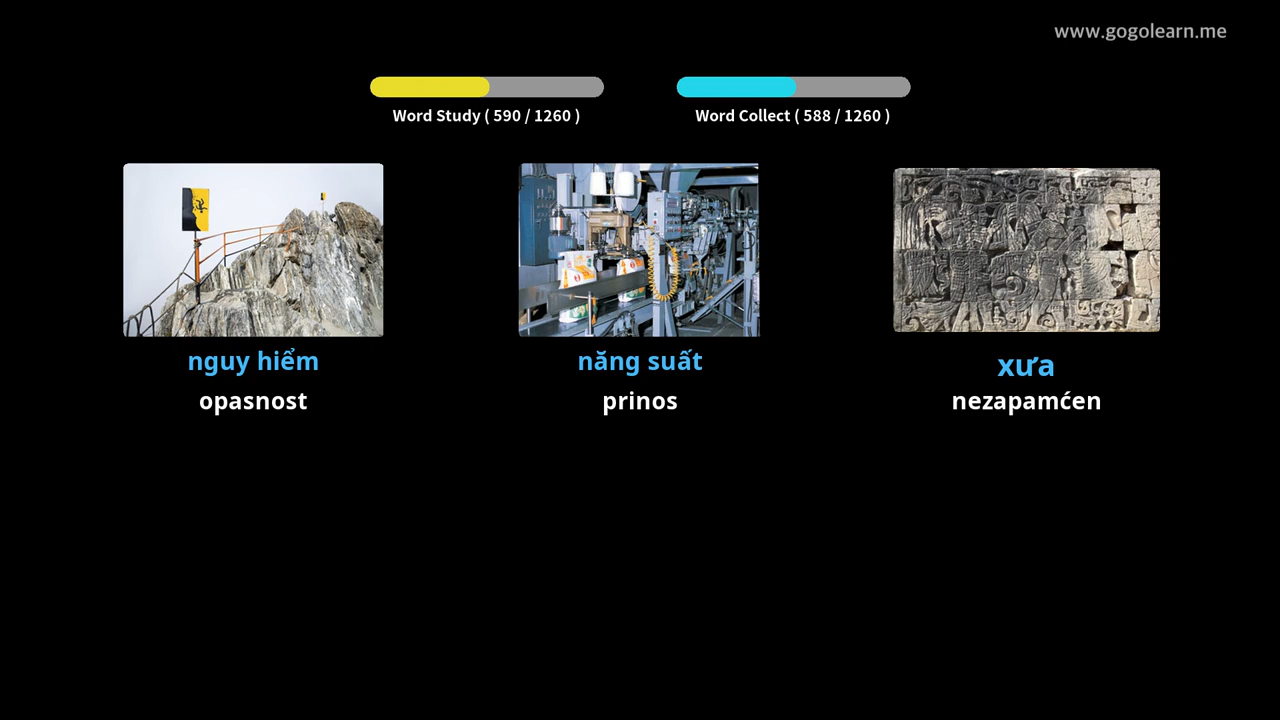 www.gogolearn.me
Word Study ( 590 / 1260 )
Word Collect ( 588 / 1260 )
nguy hiểm
năng suất
xưa
opasnost
prinos
nezapamćen